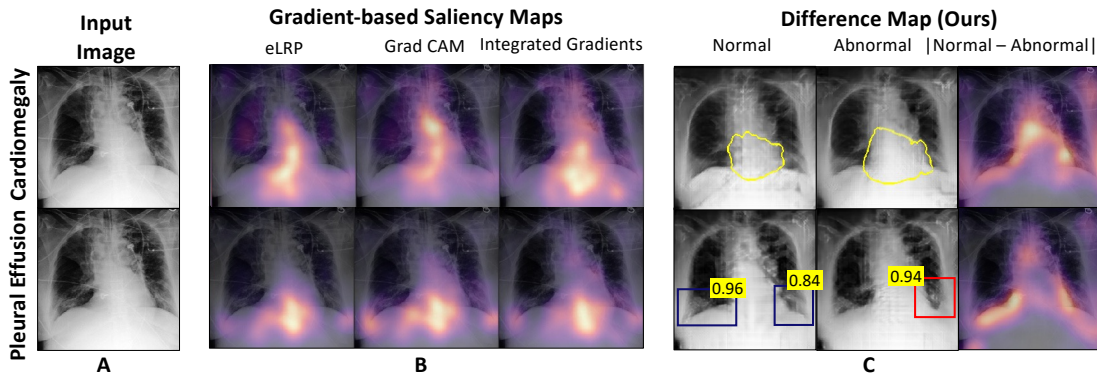 Input
Image
Gradient-based Saliency Maps
eLRP
Grad CAM
Integrated Gradients
Difference Map (Ours)
Normal
Abnormal
|Normal – Abnormal|
Cardiomegaly
Pleural Effusion
0.96
0.84
0.94
A
B
C